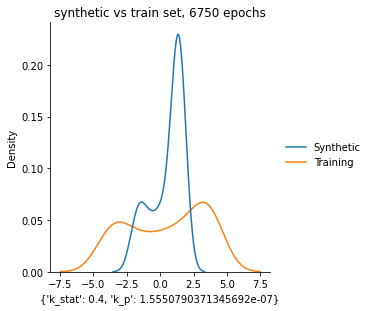 synthetic vs train set, 6750 epochs
Density
0.20
0.15
0.10
0.05
0.00
−7.5 −5.0 −2.5 0.0 2.5 5.0 7.5
{'k_stat': 0.4, 'k_p': 1.5550790371345692e-07}
Synthetic
Training